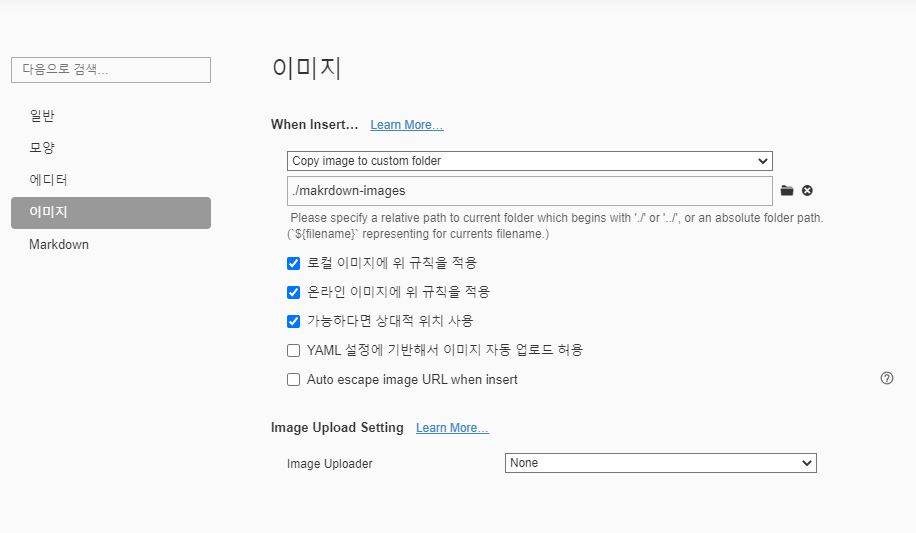 다음으로 검색...
일반
모양
에디터
이미지
Markdown
이미지
When Insert... Learn More...
Copy image to custom folder
./makrdown-images
Please specify a relative path to current folder which begins with './' or '../', or an absolute folder path.
(`${filename}` representing for currents filename.)
로컬 이미지에 위 규칙을 적용
온라인 이미지에 위 규칙을 적용
가능하다면 상대적 위치 사용
YAML 설정에 기반해서 이미지 자동 업로드 허용
Auto escape image URL when insert
Image Upload Setting Learn More...
Image Uploader None